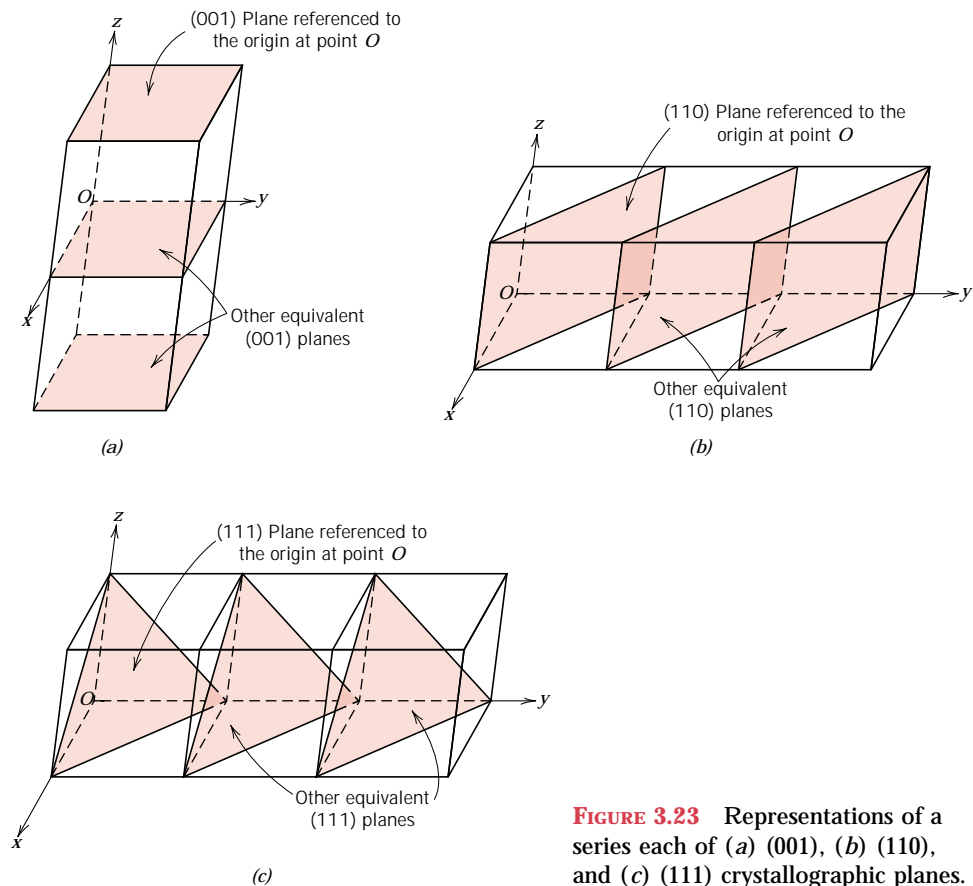 z
(001) Plane referenced to
the origin at point O
O
y
x
Other equivalent
(001) planes
(a)
z
(110) Plane referenced to the
origin at point O
O
y
x
Other equivalent
(110) planes
(b)
z
(111) Plane referenced to
the origin at point O
O
y
x
Other equivalent
(111) planes
(c)
FIGURE 3.23 Representations of a
series each of (a) (001), (b) (110),
and (c) (111) crystallographic planes.